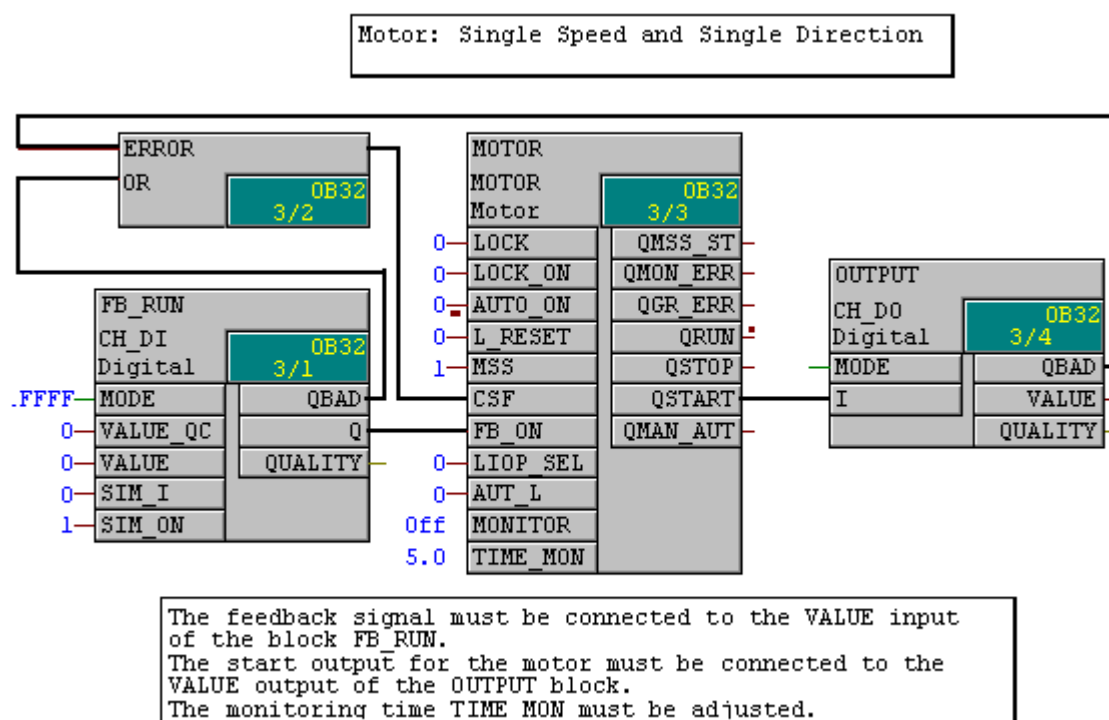 Motor: Single Speed and Single Direction
ERROR
OR
OB32
3/2
MOTOR
MOTOR
Motor
OB32
3/3
0 LOCK QMSS_ST
0 LOCK_ON QMON_ERR
0 AUTO_ON QGR_ERR
0 L_RESET QRUN
1 MSS QSTOP
CSF QSTART
FB_ON QMAN_AUT
0 LIOP_SEL
0 AUT_L
Off MONITOR
5.0 TIME_MON
FB_RUN
CH_DI
Digital
OB32
3/1
.FFFF MODE QBAD
0 VALUE_QC Q
0 VALUE QUALITY
0 SIM_I
1 SIM_ON
OUTPUT
CH_DO
Digital
OB32
3/4
MODE QBAD
I VALUE
QUALITY
The feedback signal must be connected to the VALUE input
of the block FB_RUN.
The start output for the motor must be connected to the
VALUE output of the OUTPUT block.
The monitoring time TIME_MON must be adjusted.